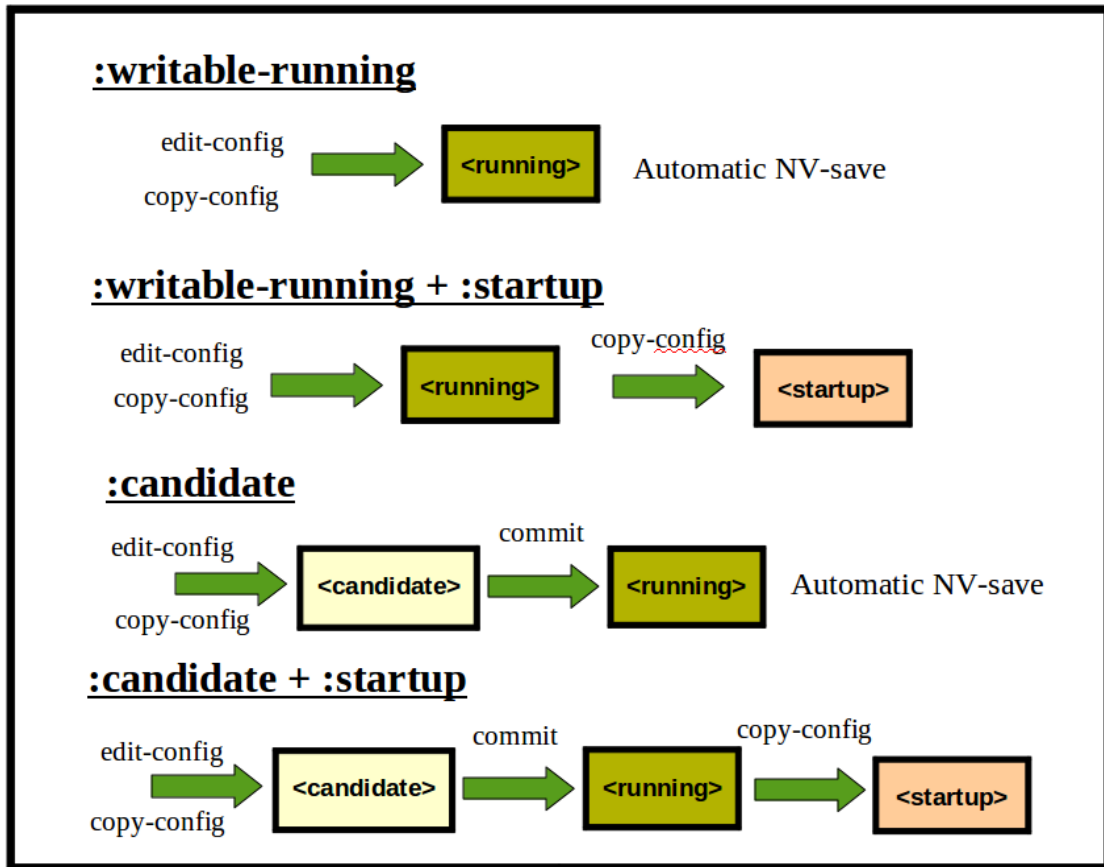 :writable-running
edit-config
<running>
Automatic NV-save
copy-config
:writable-running + :startup
copy-config
edit-config
<running>
<startup>
copy-config
:candidate
commit
edit-config
<candidate>
<running>
Automatic NV-save
copy-config
:candidate + :startup
copy-config
commit
edit-config
<candidate>
<running>
<startup>
copy-config